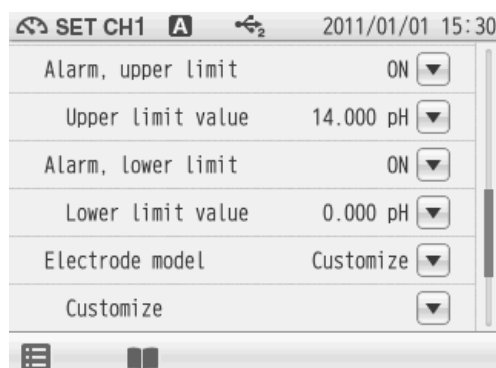 SET CH1 A 2 2011/01/01 15:30
Alarm, upper limit ON
Upper limit value 14.000 pH
Alarm, lower limit ON
Lower limit value 0.000 pH
Electrode model Customize
Customize